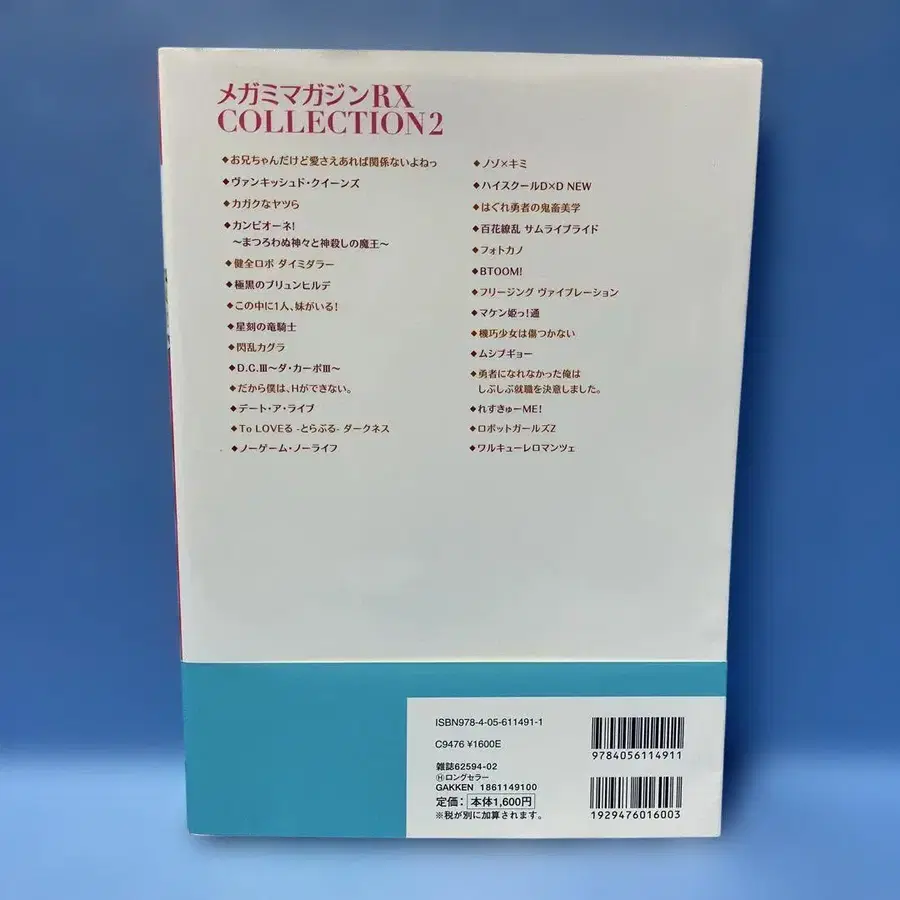 メガミマガジンRX
COLLECTION2
◆お兄ちゃんだけど愛さえあれば関係ないよねっ
◆ヴァンキッシュド・クイーンズ
◆カガクなヤツら
◆カンピオーネ!
～まつろわぬ神々と神殺しの魔王～
◆健全ロボ ダイミダラー
◆極黒のブリュンヒルデ
◆この中に1人、妹がいる!
◆星刻の竜騎士
◆閃乱カグラ
◆D.C.Ⅲ～ダ・カーポⅢ～
◆だから僕は、Hができない。
◆デート・ア・ライブ
◆To LOVEる -とらぶる- ダークネス
◆ノーゲーム・ノーライフ
◆ノゾ×キミ
◆ハイスクールD×D NEW
◆はぐれ勇者の鬼畜美学
◆百花繚乱 サムライブライド
◆フォトカノ
◆BTOOM!
◆フリージング ヴァイブレーション
◆マケン姫っ!通
◆機巧少女は傷つかない
◆ムシブギョー
◆勇者になれなかった俺は
しぶしぶ就職を決意しました。
◆れすきゅーME!
◆ロボットガールズZ
◆ワルキューレロマンツェ
ISBN978-4-05-611491-1
C9476 ¥1600E
雑誌62594-02
Ⓗロングセラー
GAKKEN 1861149100
定価: 本体1,600円
※税が別に加算されます。
9784056114911
1929476016003